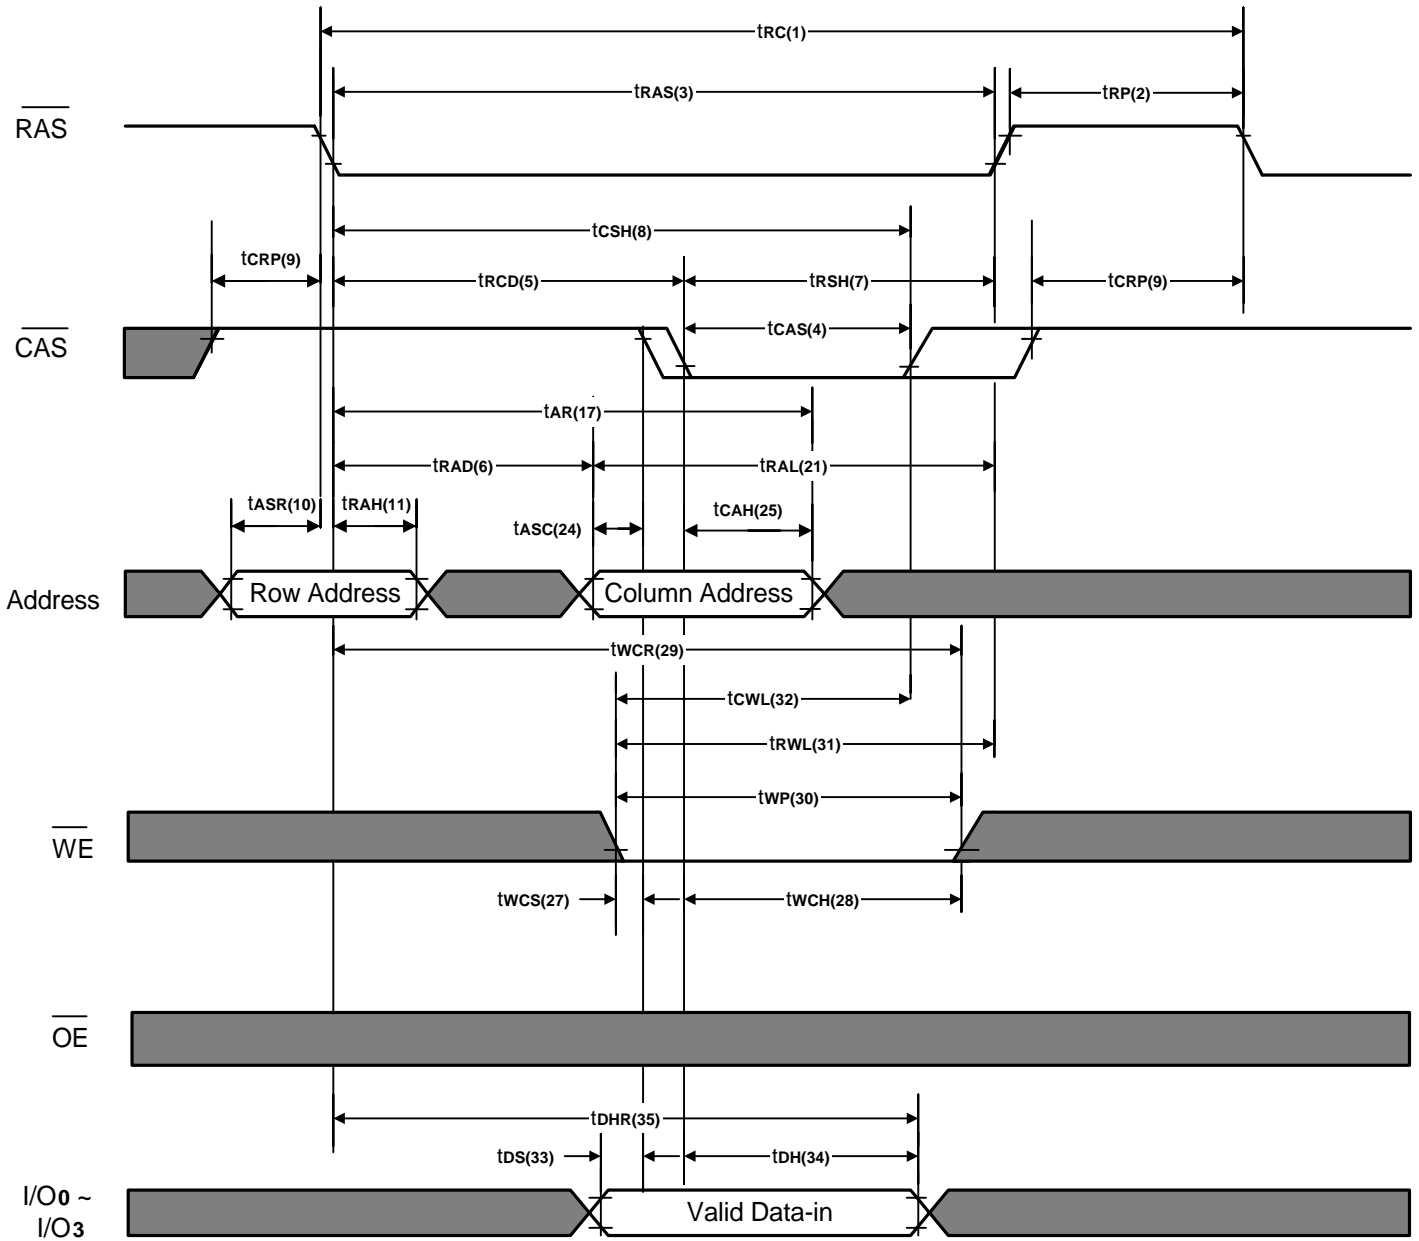 tRC(1)
tRAS(3)
tRP(2)
RAS
tCSH(8)
tCRP(9)
tRCD(5)
tRSH(7)
tCRP(9)
tCAS(4)
CAS
tAR(17)
tRAD(6)
tRAL(21)
tASR(10)
tRAH(11)
tASC(24)
tCAH(25)
Address
Row Address
Column Address
tWCR(29)
tCWL(32)
tRWL(31)
tWP(30)
WE
tWCS(27)
tWCH(28)
OE
tDHR(35)
tDS(33)
tDH(34)
I/O0 ~
I/O3
Valid Data-in